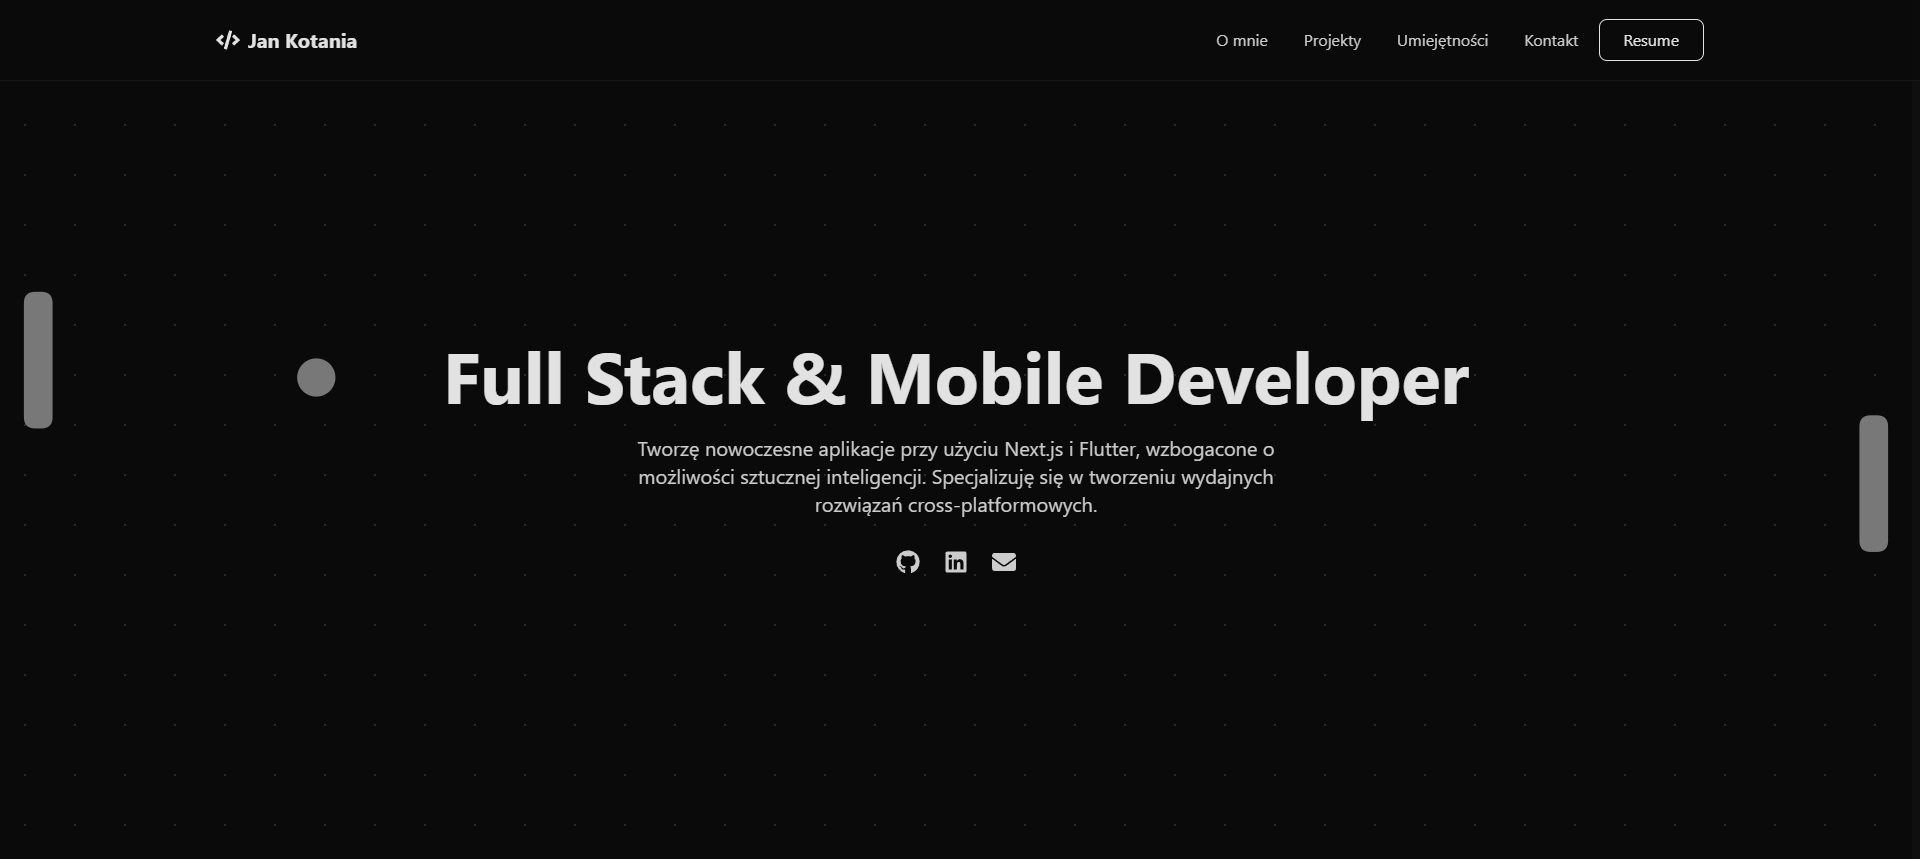 Jan Kotania
O mnie
Projekty
Umiejętności
Kontakt
Resume
Full Stack & Mobile Developer
Tworzę nowoczesne aplikacje przy użyciu Next.js i Flutter, wzbogacone o
możliwości sztucznej inteligencji. Specjalizuję się w tworzeniu wydajnych
rozwiązań cross-platformowych.